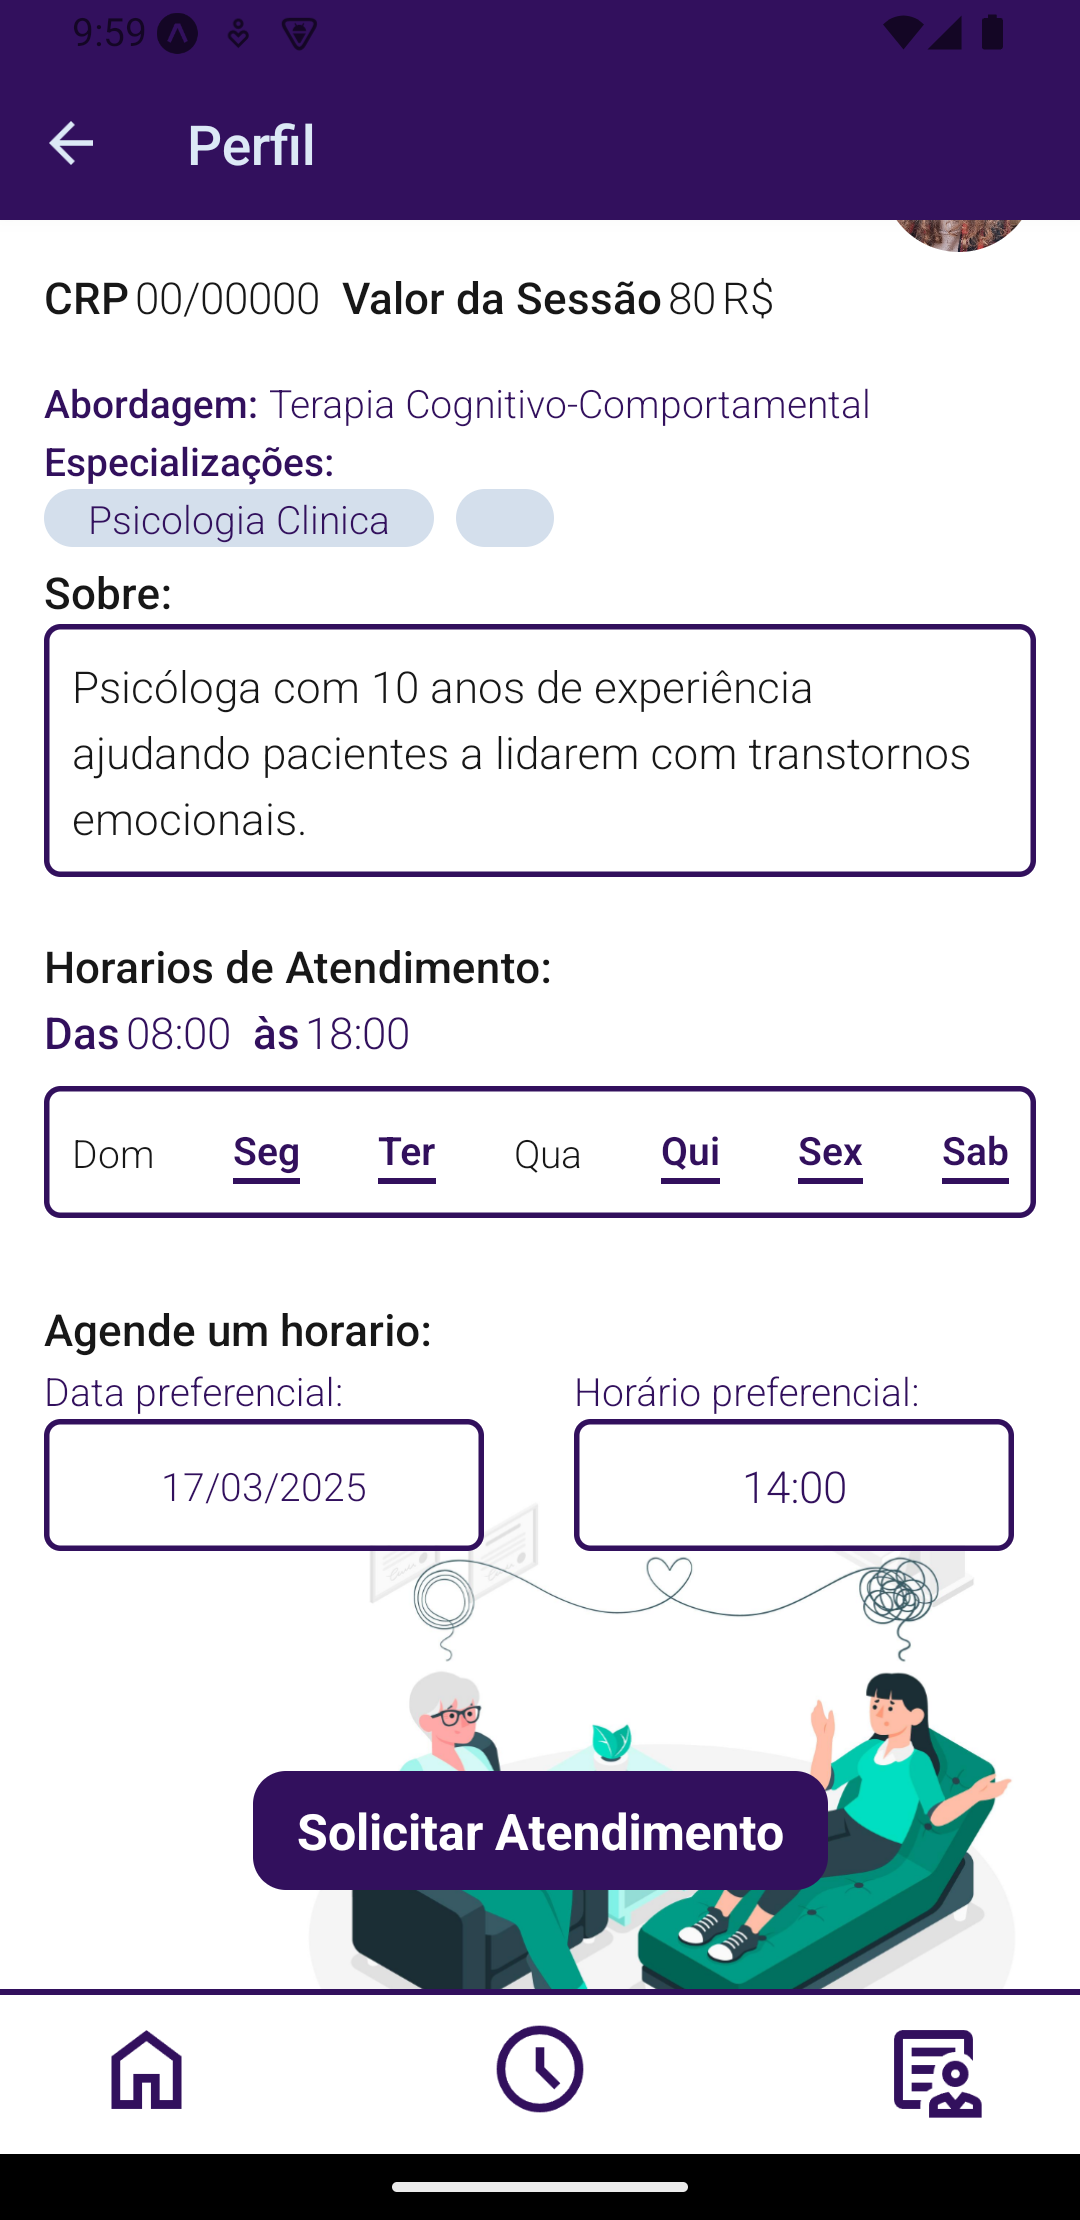 9:59
Perfil
CRP 00/00000 Valor da Sessão 80 R$
Abordagem: Terapia Cognitivo-Comportamental
Especializações:
Psicologia Clinica
Sobre:
Psicóloga com 10 anos de experiência
ajudando pacientes a lidarem com transtornos
emocionais.
Horarios de Atendimento:
Das 08:00 às 18:00
Dom Seg Ter Qua Qui Sex Sab
Agende um horario:
Data preferencial: Horário preferencial:
17/03/2025 14:00
Solicitar Atendimento